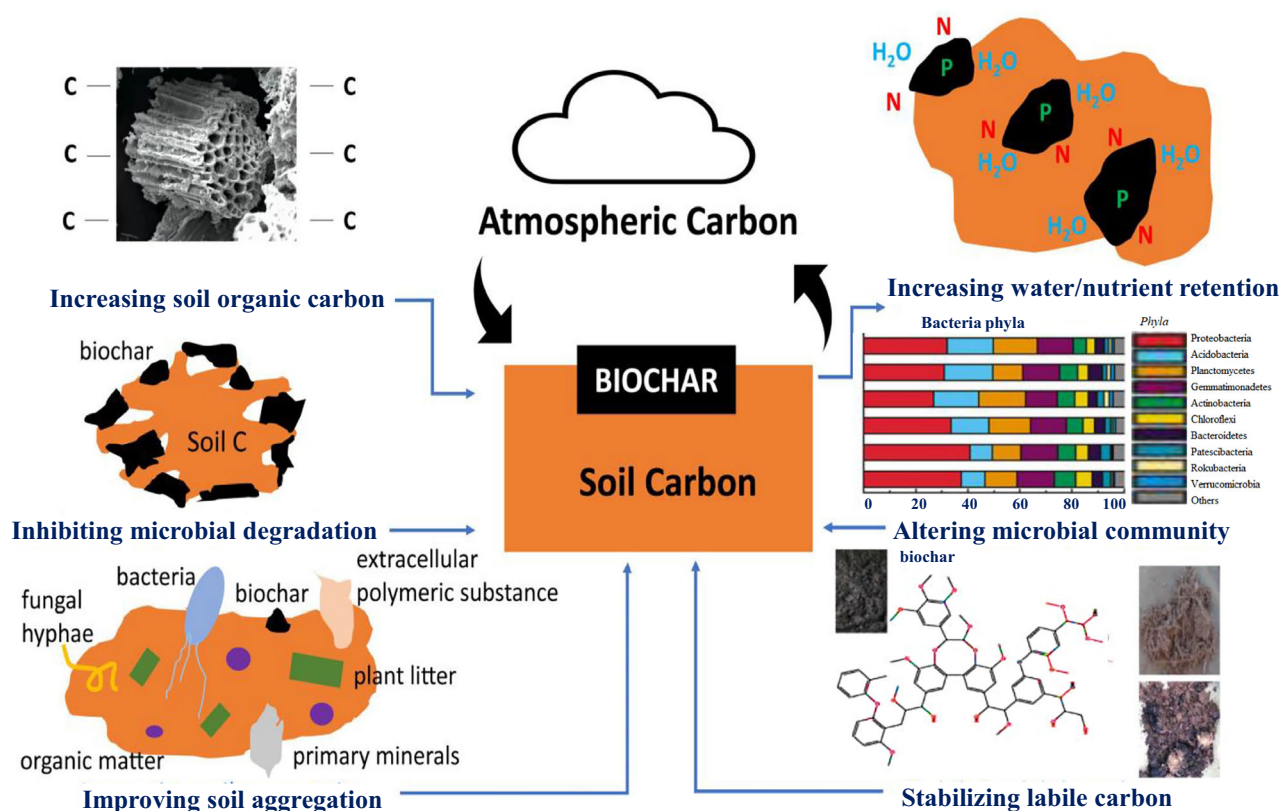 C
C
C
C
C
C
Increasing soil organic carbon
biochar
Soil C
Inhibiting microbial degradation
fungal
hyphae
bacteria
biochar
extracellular
polymeric substance
plant litter
organic matter
primary minerals
Improving soil aggregation
Atmospheric Carbon
BIOCHAR
Soil Carbon
N
H₂O
P
H₂O
N
H₂O
P
N
N
H₂O
N
H₂O
P
H₂O
N
Increasing water/nutrient retention
Bacteria phyla
Phyla
Proteobacteria
Acidobacteria
Planctomycetes
Gemmatimonadetes
Actinobacteria
Chloroflexi
Bacteroidetes
Patescibacteria
Rokubacteria
Verrucomicrobia
Others
0 20 40 60 80 100
Altering microbial community
biochar
Stabilizing labile carbon